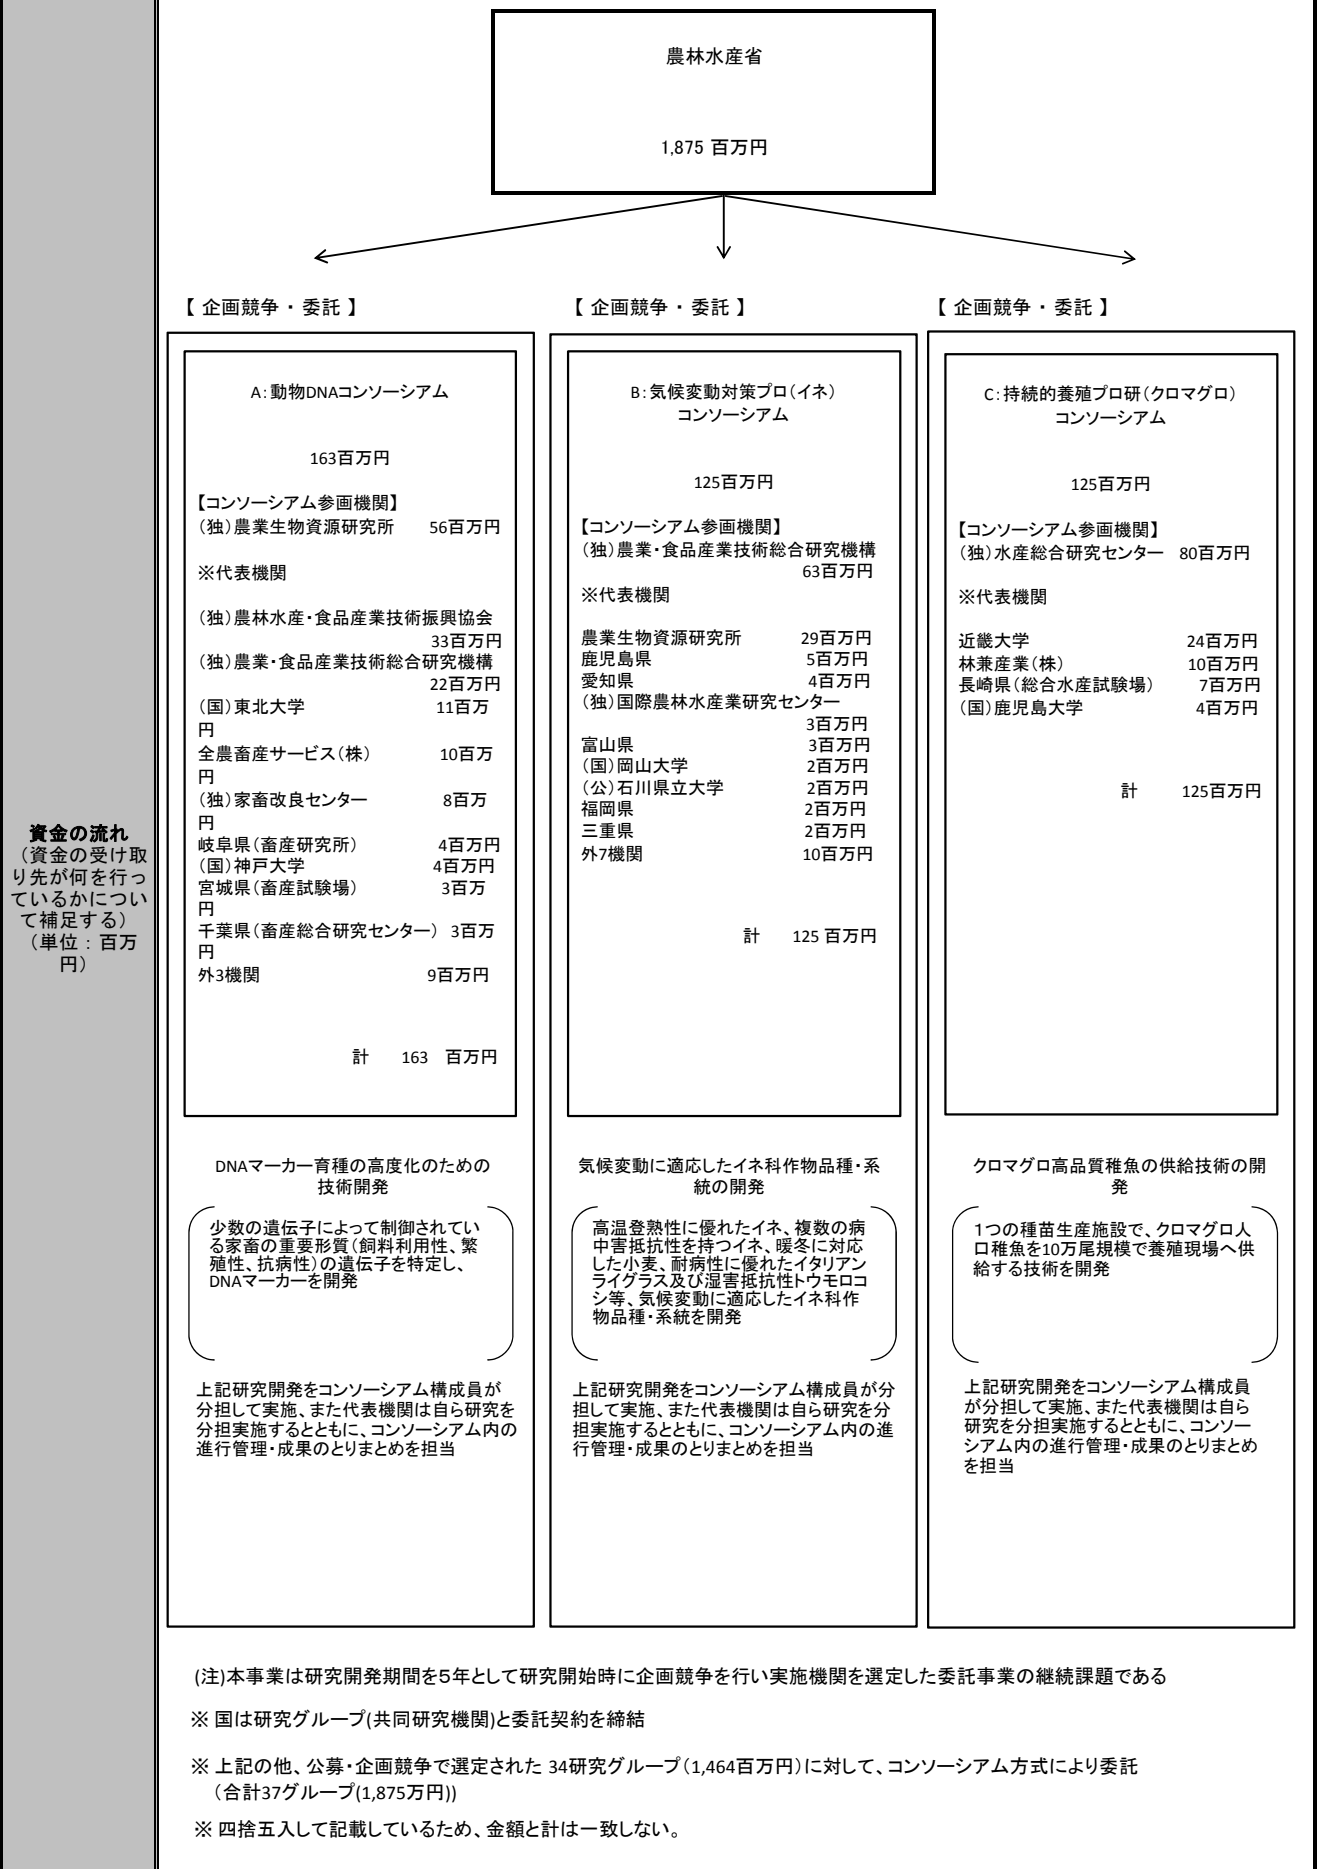 農林水産省
1,875 百万円
【 企画競争 ・ 委託 】
【 企画競争 ・ 委託 】
【 企画競争 ・ 委託 】
A：動物DNAコンソーシアム
163百万円
【コンソーシアム参画機関】
（独）農業生物資源研究所 56百万円
※代表機関
（独）農林水産・食品産業技術振興協会
33百万円
（独）農業・食品産業技術総合研究機構
22百万円
（国）東北大学 11百万
円
全農畜産サービス（株） 10百万
円
（独）家畜改良センター 8百万
円
岐阜県（畜産研究所） 4百万円
（国）神戸大学 4百万円
宮城県（畜産試験場） 3百万
円
千葉県（畜産総合研究センター） 3百万
円
外3機関 9百万円
計 163 百万円
DNAマーカー育種の高度化のための
技術開発
少数の遺伝子によって制御されてい
る家畜の重要形質（飼料利用性、繁
殖性、抗病性）の遺伝子を特定し、
DNAマーカーを開発
上記研究開発をコンソーシアム構成員が
分担して実施、また代表機関は自ら研究を
分担実施するとともに、コンソーシアム内の
進行管理・成果のとりまとめを担当
B：気候変動対策プロ（イネ）
コンソーシアム
125百万円
【コンソーシアム参画機関】
（独）農業・食品産業技術総合研究機構
63百万円
※代表機関
農業生物資源研究所 29百万円
鹿児島県 5百万円
愛知県 4百万円
（独）国際農林水産業研究センター
3百万円
富山県 3百万円
（国）岡山大学 2百万円
（公）石川県立大学 2百万円
福岡県 2百万円
三重県 2百万円
外7機関 10百万円
計 125 百万円
気候変動に適応したイネ科作物品種・系
統の開発
高温登熟性に優れたイネ、複数の病
虫害抵抗性を持つイネ、暖冬に対応
した小麦、耐病性に優れたイタリアン
ライグラス及び湿害抵抗性トウモロコ
シ等、気候変動に適応したイネ科作
物品種・系統を開発
上記研究開発をコンソーシアム構成員が分
担して実施、また代表機関は自ら研究を分
担実施するとともに、コンソーシアム内の進
行管理・成果のとりまとめを担当
C：持続的養殖プロ研（クロマグロ）
コンソーシアム
125百万円
【コンソーシアム参画機関】
（独）水産総合研究センター 80百万円
※代表機関
近畿大学 24百万円
林兼産業（株） 10百万円
長崎県（総合水産試験場） 7百万円
（国）鹿児島大学 4百万円
計 125百万円
クロマグロ高品質稚魚の供給技術の開
発
１つの種苗生産施設で、クロマグロ人
口稚魚を10万尾規模で養殖現場へ供
給する技術を開発
上記研究開発をコンソーシアム構成員
が分担して実施、また代表機関は自ら
研究を分担実施するとともに、コンソー
シアム内の進行管理・成果のとりまとめ
を担当
資金の流れ
（資金の受け取
り先が何を行っ
ているかについ
て補足する）
（単位：百万
円）
(注)本事業は研究開発期間を５年として研究開始時に企画競争を行い実施機関を選定した委託事業の継続課題である
※ 国は研究グループ(共同研究機関)と委託契約を締結
※ 上記の他、公募・企画競争で選定された 34研究グループ（1,464百万円）に対して、コンソーシアム方式により委託
（合計37グループ(1,875万円))
※ 四捨五入して記載しているため、金額と計は一致しない。